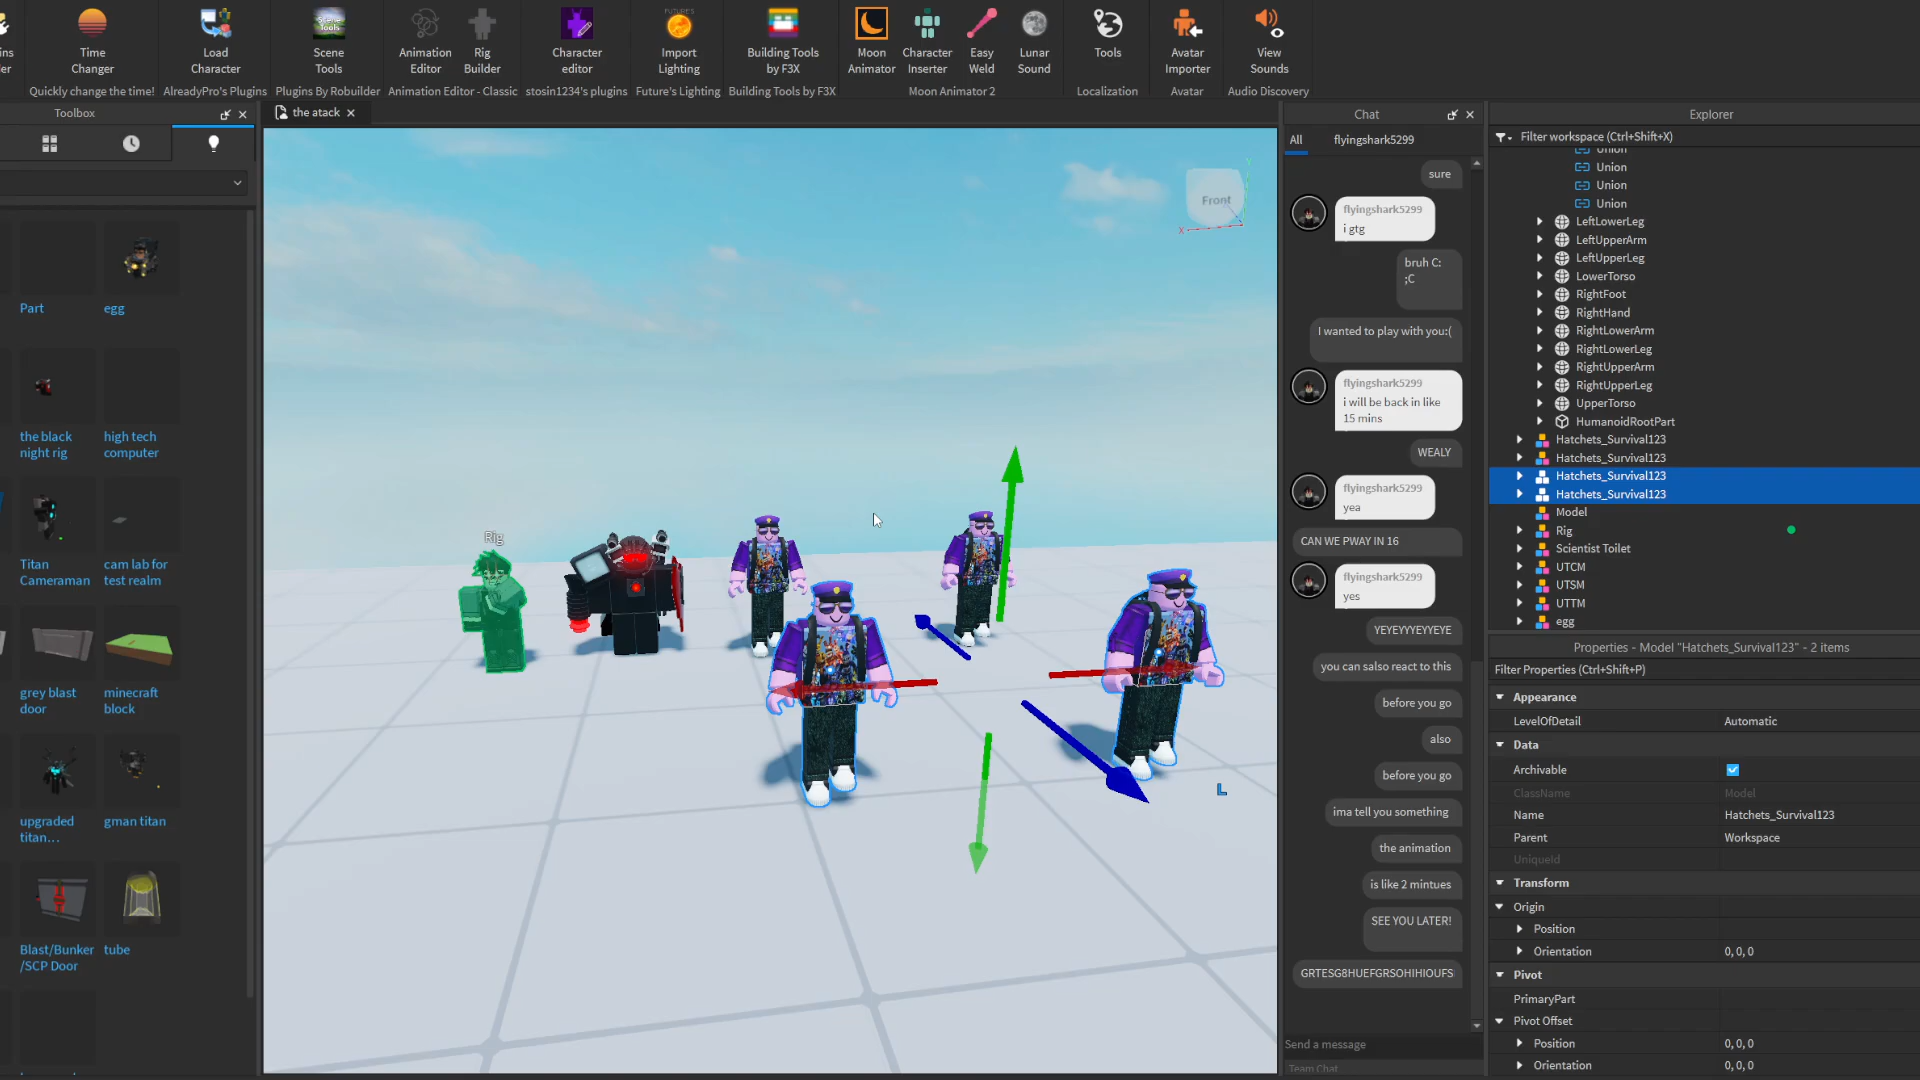 Time
Changer
Load
Character
Scene
Tools
Animation
Editor
Rig
Builder
Character
editor
Import
Lighting
Building Tools
by F3X
Moon
Animator
Character
Inserter
Easy
Weld
Lunar
Sound
Tools
Avatar
Importer
View
Sounds
Quickly change the time!
AlreadyPro's Plugins
Plugins By Robuilder
Animation Editor - Classic
stosin1234's plugins
Future's Lighting
Building Tools by F3X
Moon Animator 2
Localization
Avatar
Audio Discovery
Toolbox
Part
egg
the black
night rig
high tech
computer
Titan
Cameraman
cam lab for
test realm
grey blast
door
minecraft
block
upgraded
titan...
gman titan
Blast/Bunker
/SCP Door
tube
the atack
Front
X
Rig
L
Chat
All
flyingshark5299
sure
flyingshark5299
i gtg
bruh C:
;C
I wanted to play with you:(
flyingshark5299
i will be back in like
15 mins
WEALY
flyingshark5299
yea
CAN WE PWAY IN 16
flyingshark5299
yes
YEYEYYYEYYEYE
you can salso react to this
before you go
also
before you go
ima tell you something
the animation
is like 2 mintues
SEE YOU LATER!
GRTESG8HUEFGRSOHIHIOUFS
Send a message
Team Chat
Explorer
Filter workspace (Ctrl+Shift+X)
Union
Union
Union
Union
LeftLowerLeg
LeftUpperArm
LeftUpperLeg
LowerTorso
RightFoot
RightHand
RightLowerArm
RightLowerLeg
RightUpperArm
RightUpperLeg
UpperTorso
HumanoidRootPart
Hatchets_Survival123
Hatchets_Survival123
Hatchets_Survival123
Hatchets_Survival123
Model
Rig
Scientist Toilet
UTCM
UTSM
UTTM
egg
Properties - Model "Hatchets_Survival123" - 2 items
Filter Properties (Ctrl+Shift+P)
Appearance
LevelOfDetail Automatic
Data
Archivable
ClassName Model
Name Hatchets_Survival123
Parent Workspace
UniqueId
Transform
Origin
Position
Orientation 0, 0, 0
Pivot
PrimaryPart
Pivot Offset
Position 0, 0, 0
Orientation 0, 0, 0